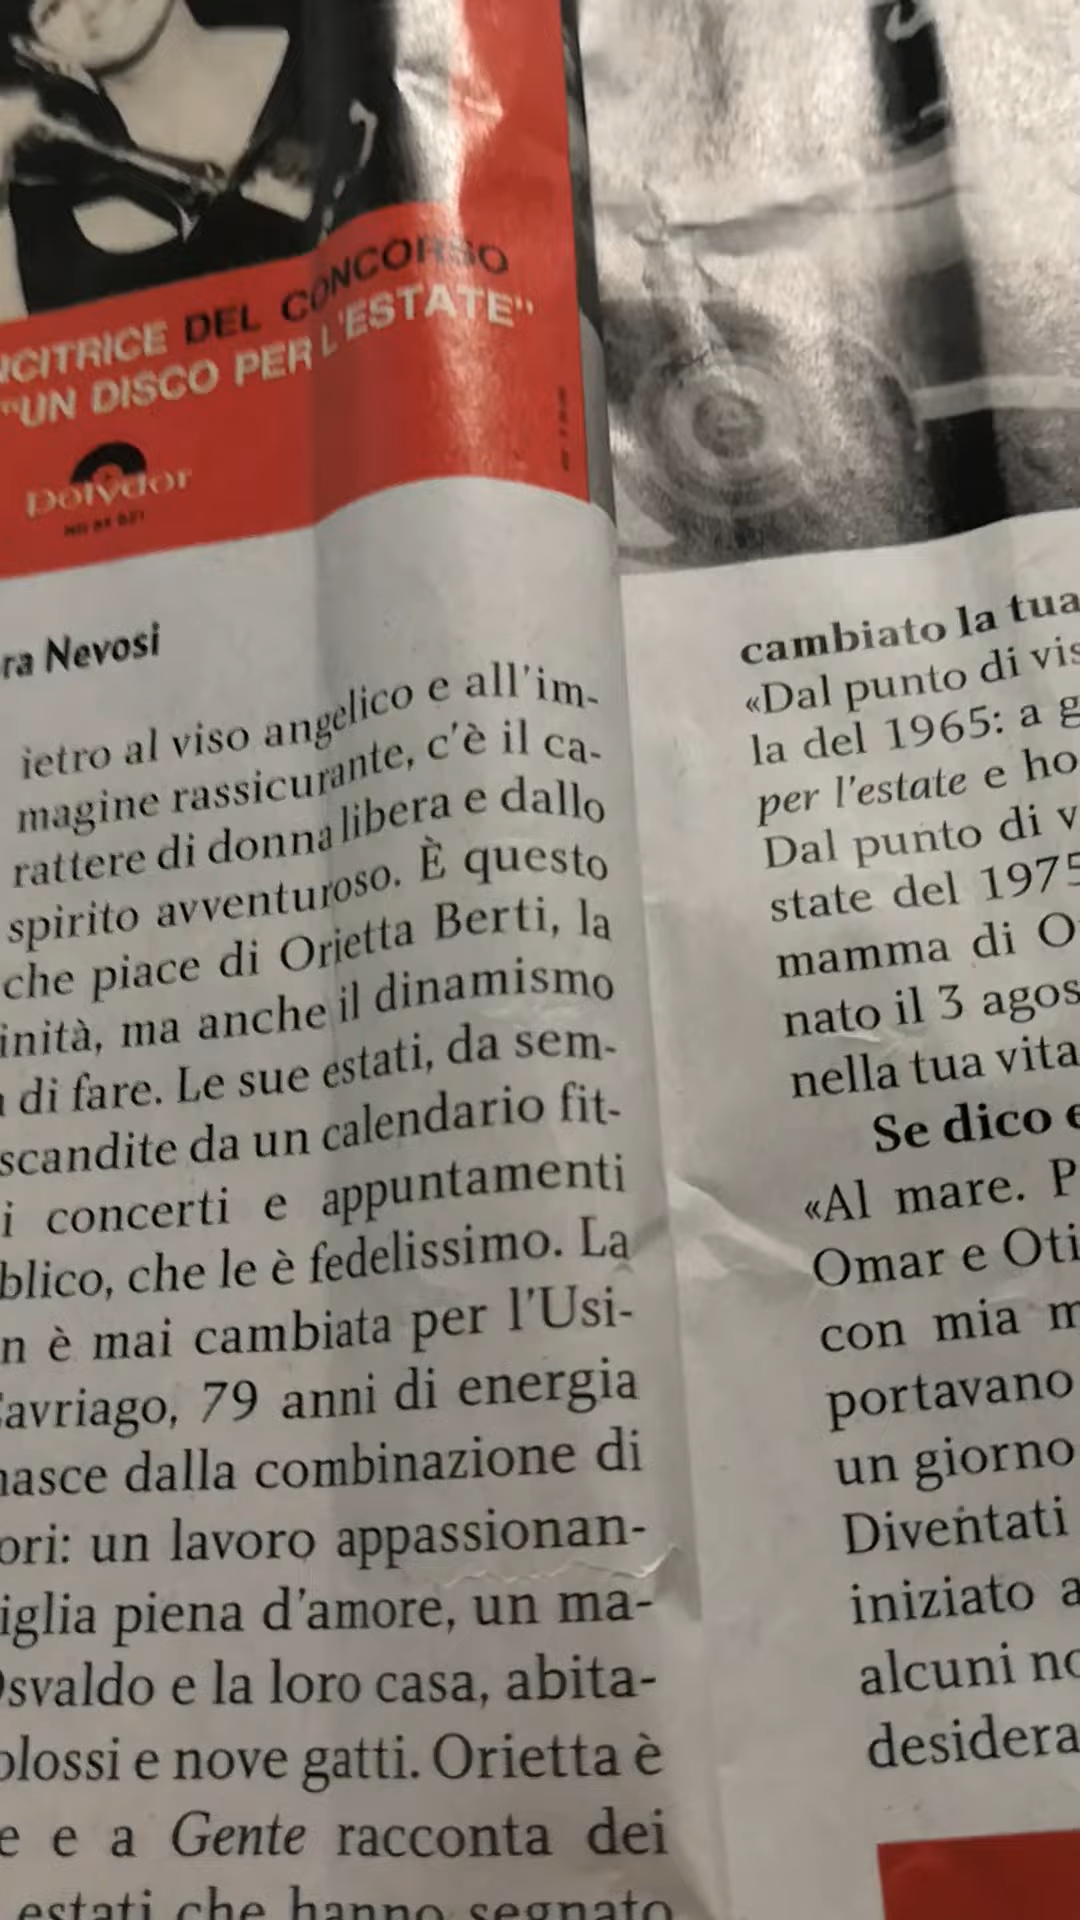 DEL CONCORSO
"UN DISCO PER L'ESTATE"
Polydor
Nevosi
ietro al viso angelico e all'im-
magine rassicurante, c'è il ca-
rattere di donna libera e dallo
spirito avventuroso. È questo
che piace di Orietta Berti, la
inità, ma anche il dinamismo
di fare. Le sue estati, da sem-
scandite da un calendario fit-
i concerti e appuntamenti
blico, che le è fedelissimo. La
n è mai cambiata per l'Usi-
avriago, 79 anni di energia
nasce dalla combinazione di
ori: un lavoro appassionan-
iglia piena d'amore, un ma-
Osvaldo e la loro casa, abita-
olossi e nove gatti. Orietta è
e e a Gente racconta dei
estati che hanno segnato
cambiato la tua
«Dal punto di vis
la del 1965: a g
per l'estate e ho
Dal punto di v
state del 1975
mamma di O
nato il 3 agos
nella tua vita
Se dico e
«Al mare. P
Omar e Oti
con mia m
portavano
un giorno
Diventati
iniziato a
alcuni no
desidera